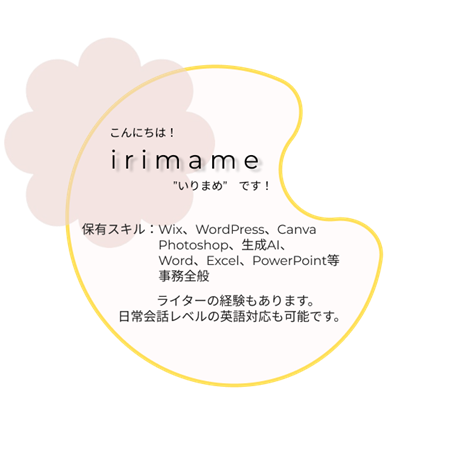 こんにちは！
irimame
"いりまめ" です！
保有スキル：Wix、WordPress、Canva
Photoshop、生成AI、
Word、Excel、PowerPoint等
事務全般
ライターの経験もあります。
日常会話レベルの英語対応も可能です。